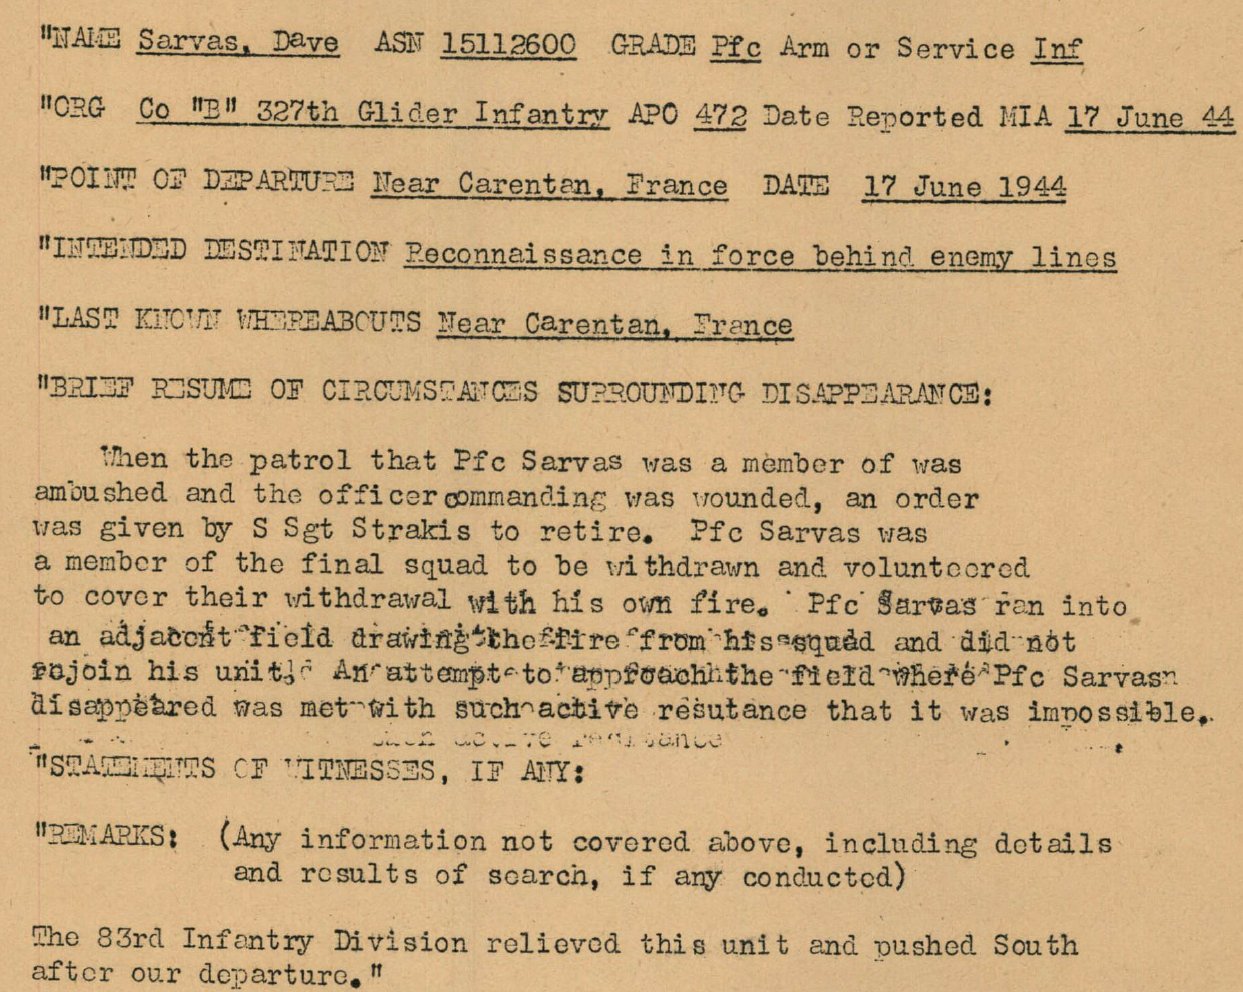 "NAME Sarvas, Dave ASN 15112600 GRADE Pfc Arm or Service Inf
"ORG Co "B" 327th Glider Infantry APO 472 Date Reported MIA 17 June 44
"POINT OF DEPARTURE Near Carentan, France DATE 17 June 1944
"INTENDED DESTINATION Reconnaissance in force behind enemy lines
"LAST KNOWN WHEREABOUTS Near Carentan, France
"BRIEF RESUME OF CIRCUMSTANCES SURROUNDING DISAPPEARANCE:
When the patrol that Pfc Sarvas was a member of was
ambushed and the officer commanding was wounded, an order
was given by S Sgt Strakis to retire. Pfc Sarvas was
a member of the final squad to be withdrawn and volunteered
to cover their withdrawal with his own fire. Pfc Sarvas ran into
an adjacent field drawing the fire from his squad and did not
rejoin his unit. An attempt to approach the field where Pfc Sarvas
disappeared was met with such active resutance that it was impossible.
such active
"STATEMENTS OF WITNESSES, IF ANY:
"REMARKS: (Any information not covered above, including details
and results of search, if any conducted)
The 83rd Infantry Division relieved this unit and pushed South
after our departure."